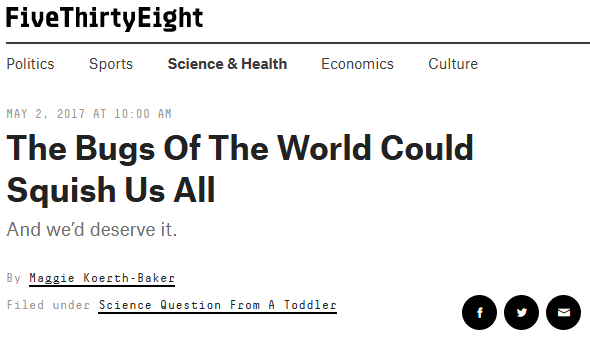 FiveThirtyEight
Politics Sports Science & Health Economics Culture
MAY 2, 2017 AT 10:00 AM
The Bugs Of The World Could
Squish Us All
And we'd deserve it.
By Maggie Koerth-Baker
Filed under Science Question From A Toddler